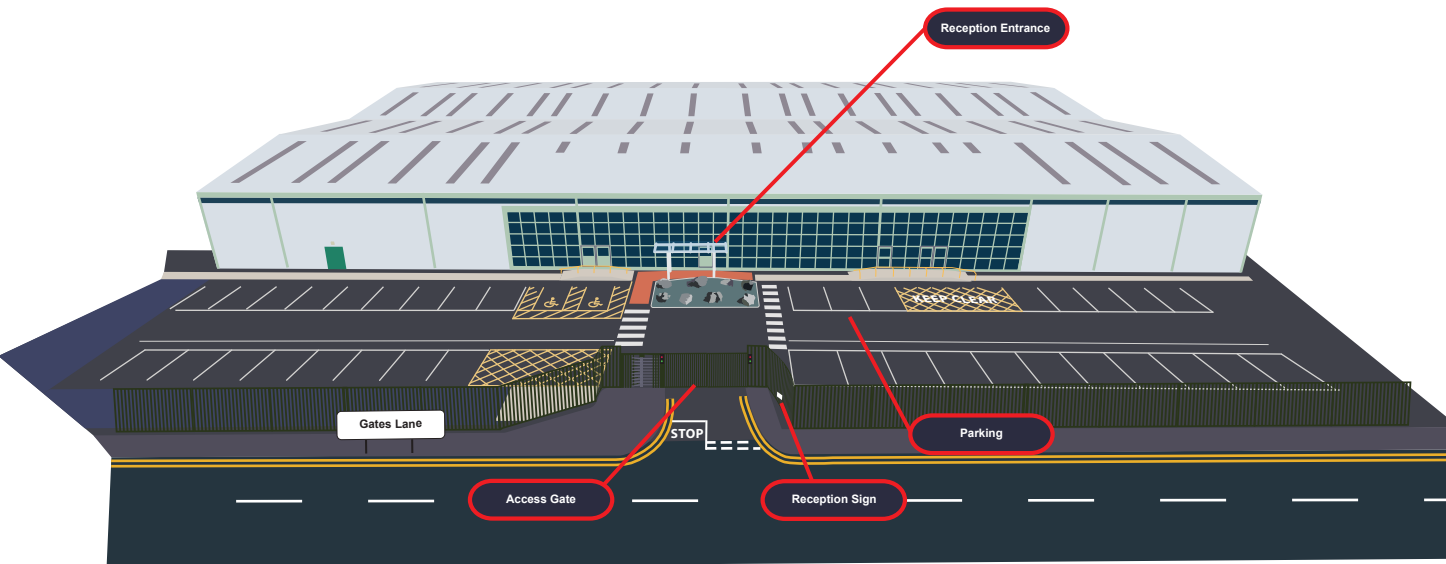 Reception Entrance
KEEP CLEAR
Gates Lane
STOP
Parking
Access Gate
Reception Sign